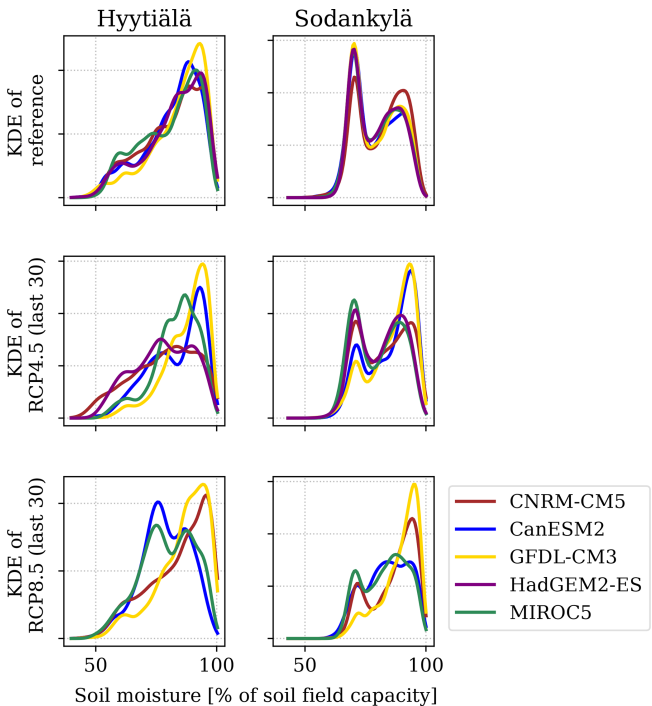 Hyytiälä
Sodankylä
KDE of
reference
KDE of
RCP4.5 (last 30)
KDE of
RCP8.5 (last 30)
CNRM-CM5
CanESM2
GFDL-CM3
HadGEM2-ES
MIROC5
50
100
50
100
Soil moisture [% of soil field capacity]